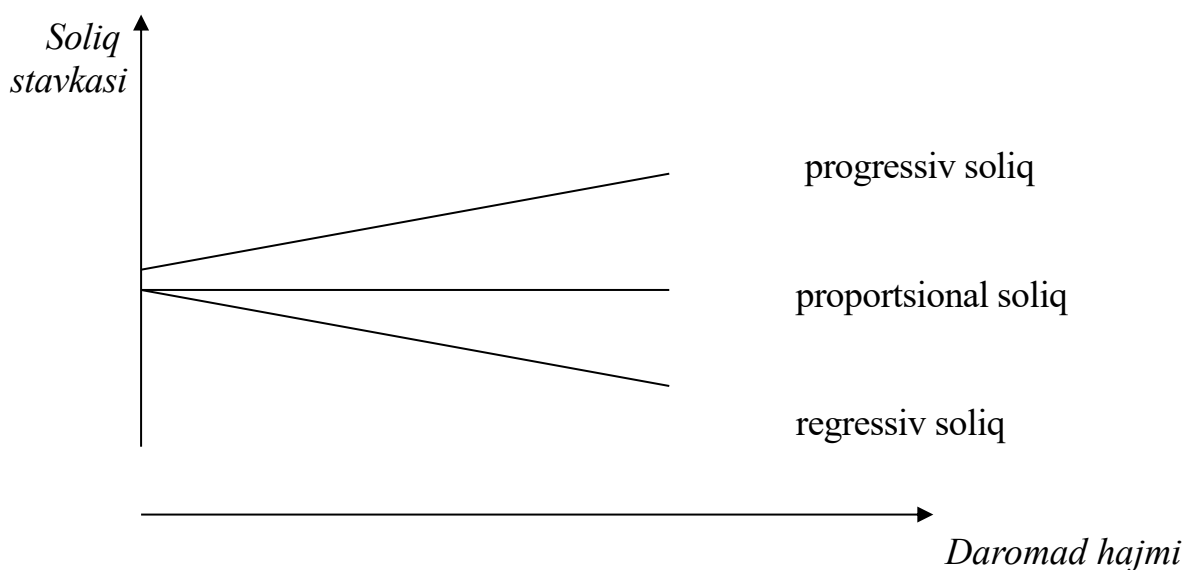 Soliq
stavkasi
progressiv soliq
proportsional soliq
regressiv soliq
Daromad hajmi